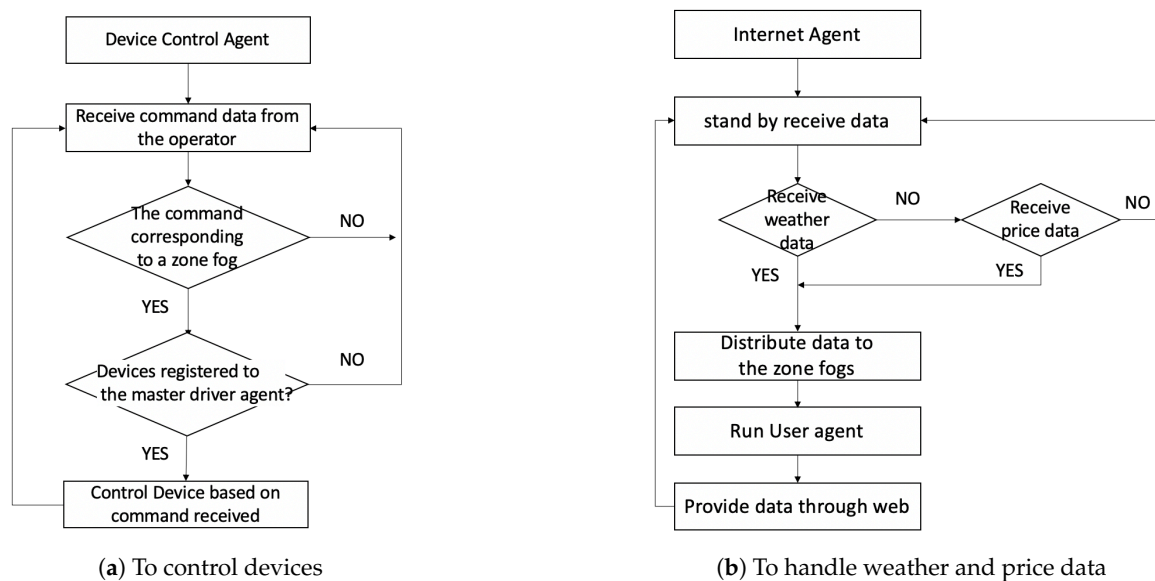 Device Control Agent
Receive command data from
the operator
The command
corresponding
to a zone fog
NO
YES
Devices registered to
the master driver agent?
NO
YES
Control Device based on
command received
(a) To control devices
Internet Agent
stand by receive data
Receive
weather
data
NO
Receive
price data
NO
YES
YES
Distribute data to
the zone fogs
Run User agent
Provide data through web
(b) To handle weather and price data